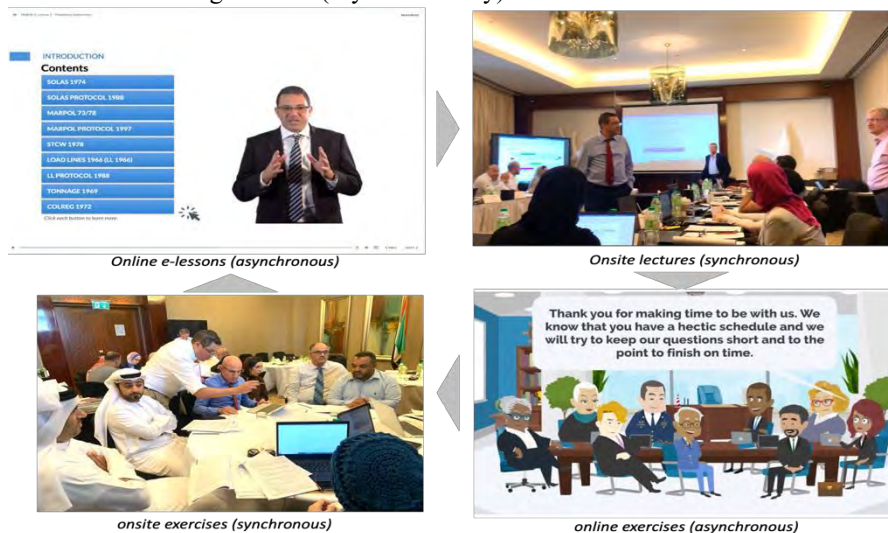 INTRODUCTION
Contents
SOLAS 1974
SOLAS PROTOCOL 1988
MARPOL 73/78
MARPOL PROTOCOL 1997
STCW 1978
LOAD LINES 1966 (LL 1966)
LL PROTOCOL 1988
TONNAGE 1969
COLREG 1972
Click each button to learn more.
Online e-lessons (asynchronous)
Onsite lectures (synchronous)
Thank you for making time to be with us. We
know that you have a hectic schedule and we
will try to keep our questions short and to the
point to finish on time.
onsite exercises (synchronous)
online exercises (asynchronous)